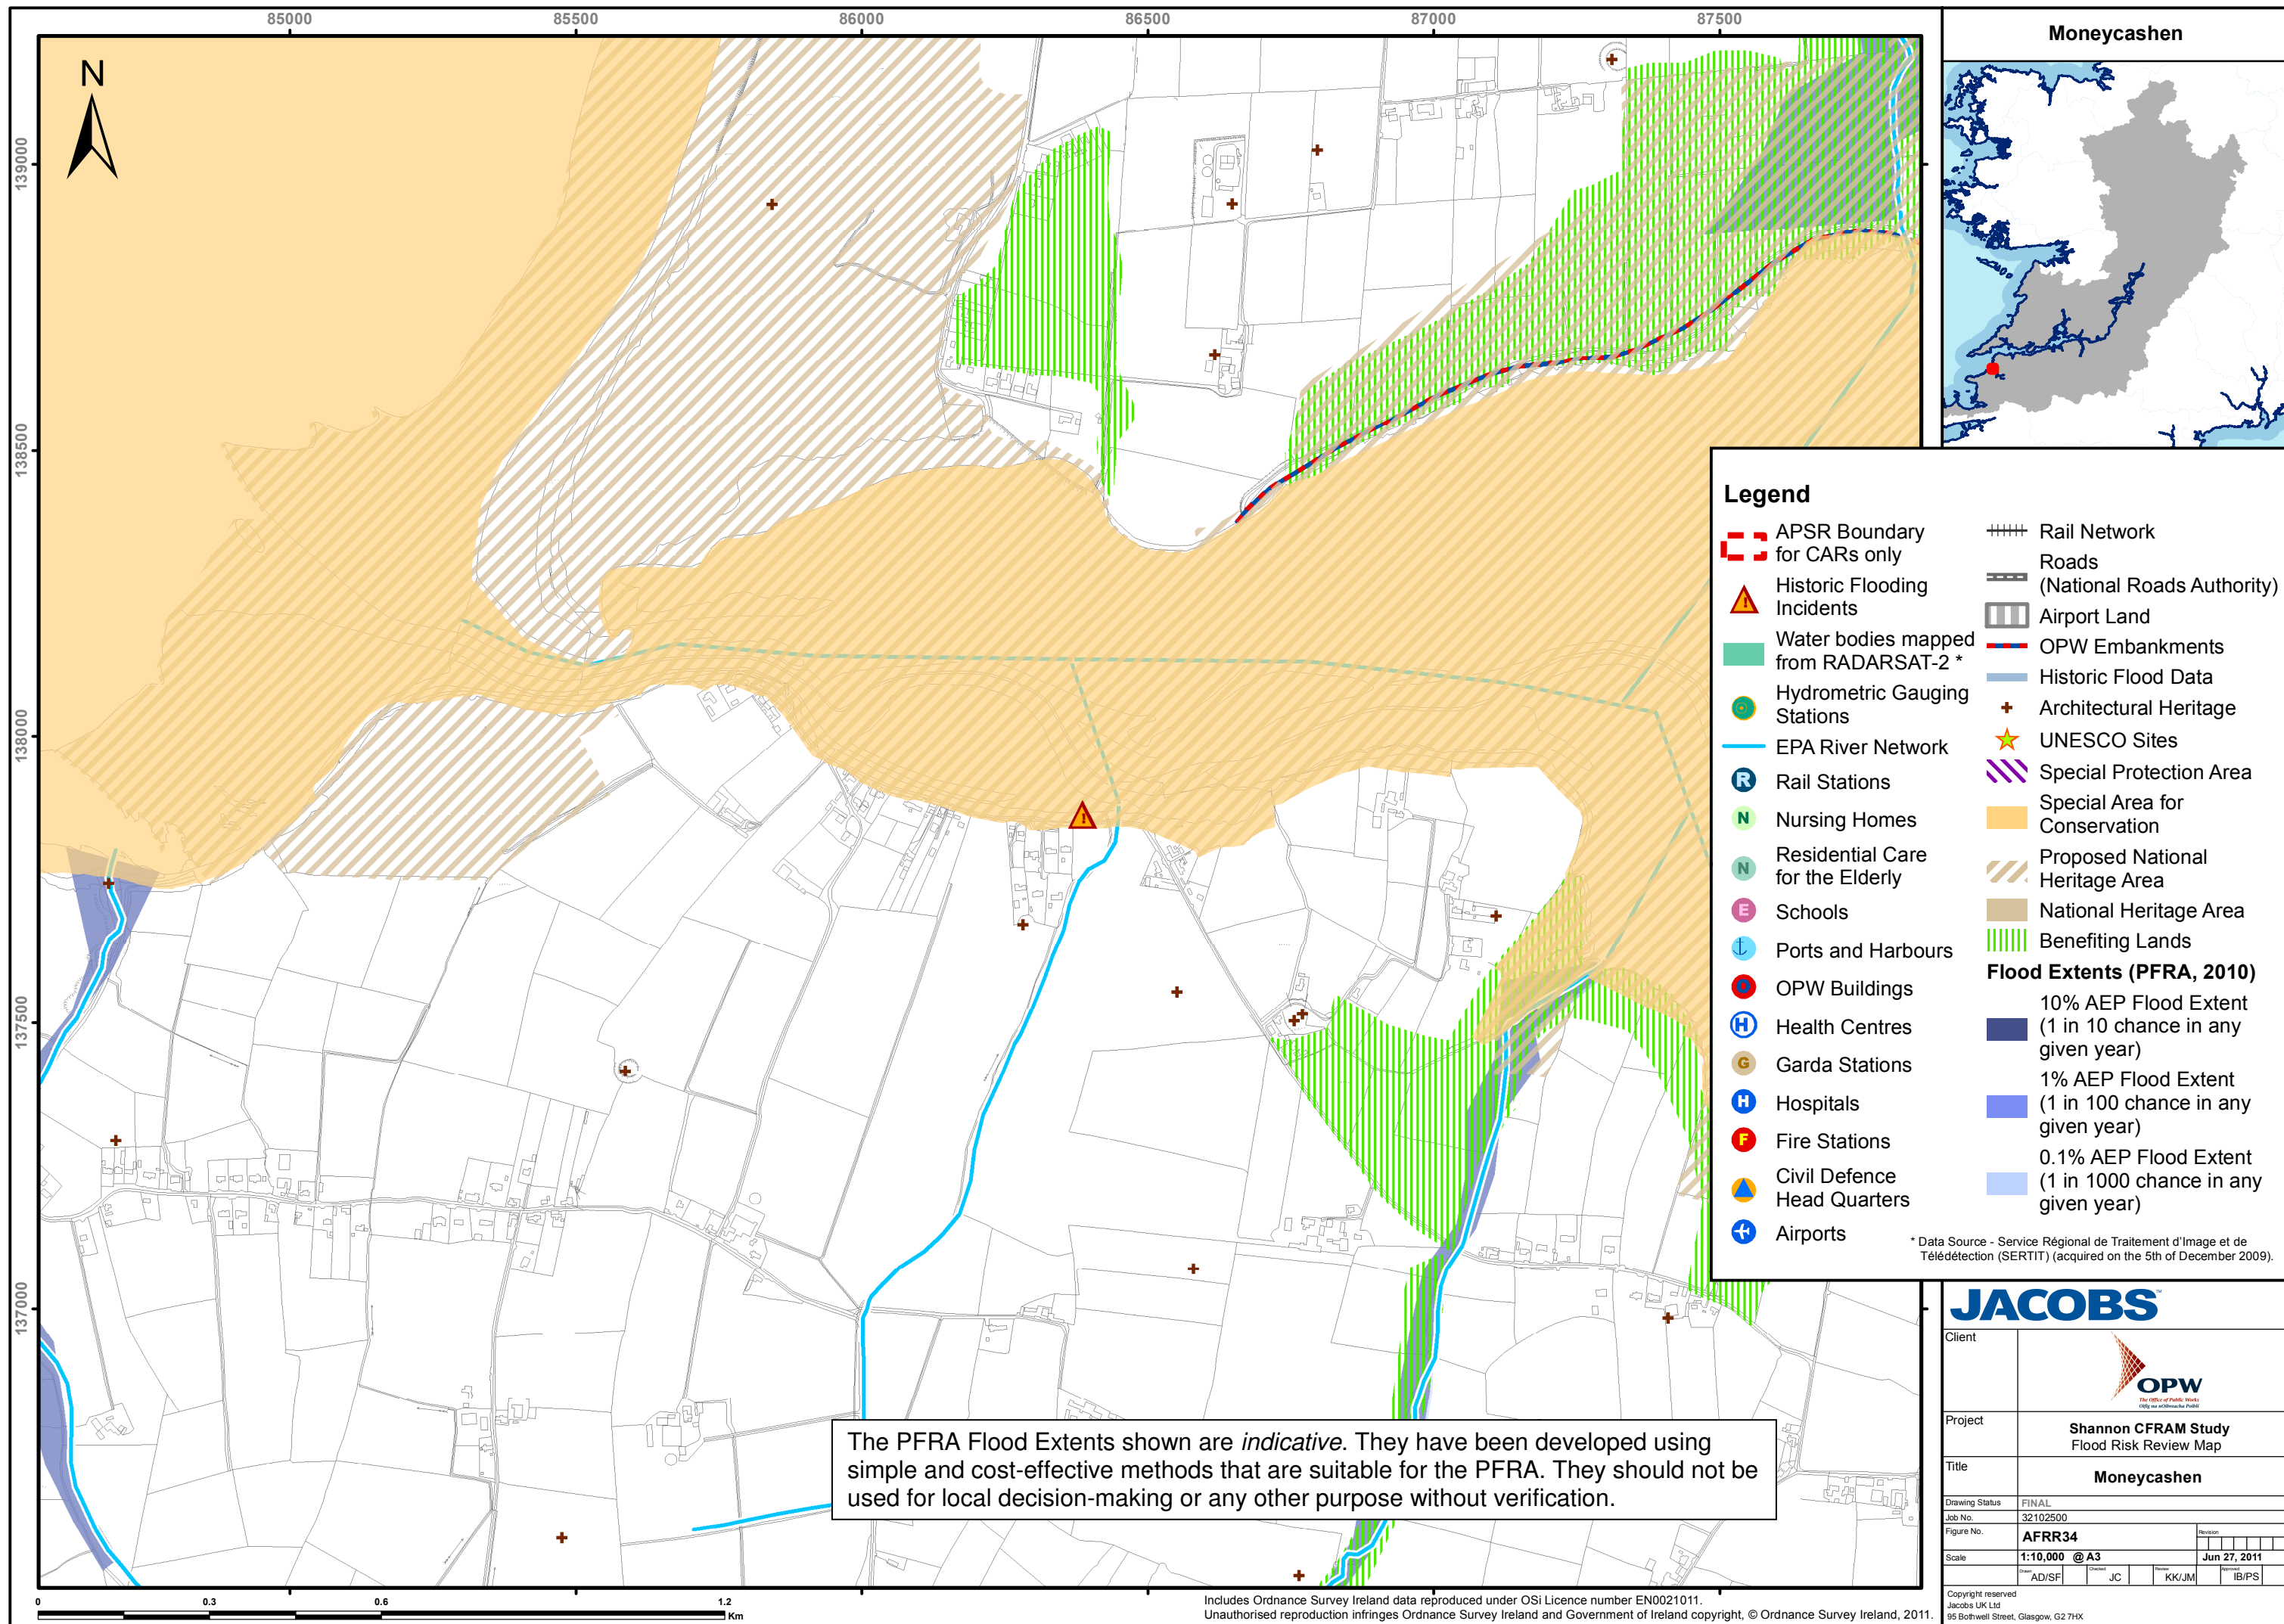 85000
85500
86000
86500
87000
87500
139000
138500
138000
137500
137000
N
Moneycashen
Legend
APSR Boundary
for CARs only
Historic Flooding
Incidents
Water bodies mapped
from RADARSAT-2 *
Hydrometric Gauging
Stations
EPA River Network
R Rail Stations
N Nursing Homes
N Residential Care
for the Elderly
E Schools
Ports and Harbours
O OPW Buildings
H Health Centres
G Garda Stations
H Hospitals
F Fire Stations
Civil Defence
Head Quarters
Airports
Rail Network
Roads
(National Roads Authority)
Airport Land
OPW Embankments
Historic Flood Data
Architectural Heritage
UNESCO Sites
Special Protection Area
Special Area for
Conservation
Proposed National
Heritage Area
National Heritage Area
Benefiting Lands
Flood Extents (PFRA, 2010)
10% AEP Flood Extent
(1 in 10 chance in any
given year)
1% AEP Flood Extent
(1 in 100 chance in any
given year)
0.1% AEP Flood Extent
(1 in 1000 chance in any
given year)
* Data Source - Service Régional de Traitement d'Image et de
Télédétection (SERTIT) (acquired on the 5th of December 2009).
The PFRA Flood Extents shown are indicative. They have been developed using
simple and cost-effective methods that are suitable for the PFRA. They should not be
used for local decision-making or any other purpose without verification.
JACOBS
Client
OPW
The Office of Public Works
Oifig na nOibreacha Poiblí
Project
Shannon CFRAM Study
Flood Risk Review Map
Title
Moneycashen
Drawing Status FINAL
Job No. 32102500
Figure No. AFRR34 Revision
Scale 1:10,000 @ A3 Jun 27, 2011
Drawn AD/SF Checked JC Review KK/JM Approved IB/PS
Copyright reserved
Jacobs UK Ltd
95 Bothwell Street, Glasgow, G2 7HX
0 0.3 0.6 1.2
Km
Includes Ordnance Survey Ireland data reproduced under OSi Licence number EN0021011.
Unauthorised reproduction infringes Ordnance Survey Ireland and Government of Ireland copyright, © Ordnance Survey Ireland, 2011.